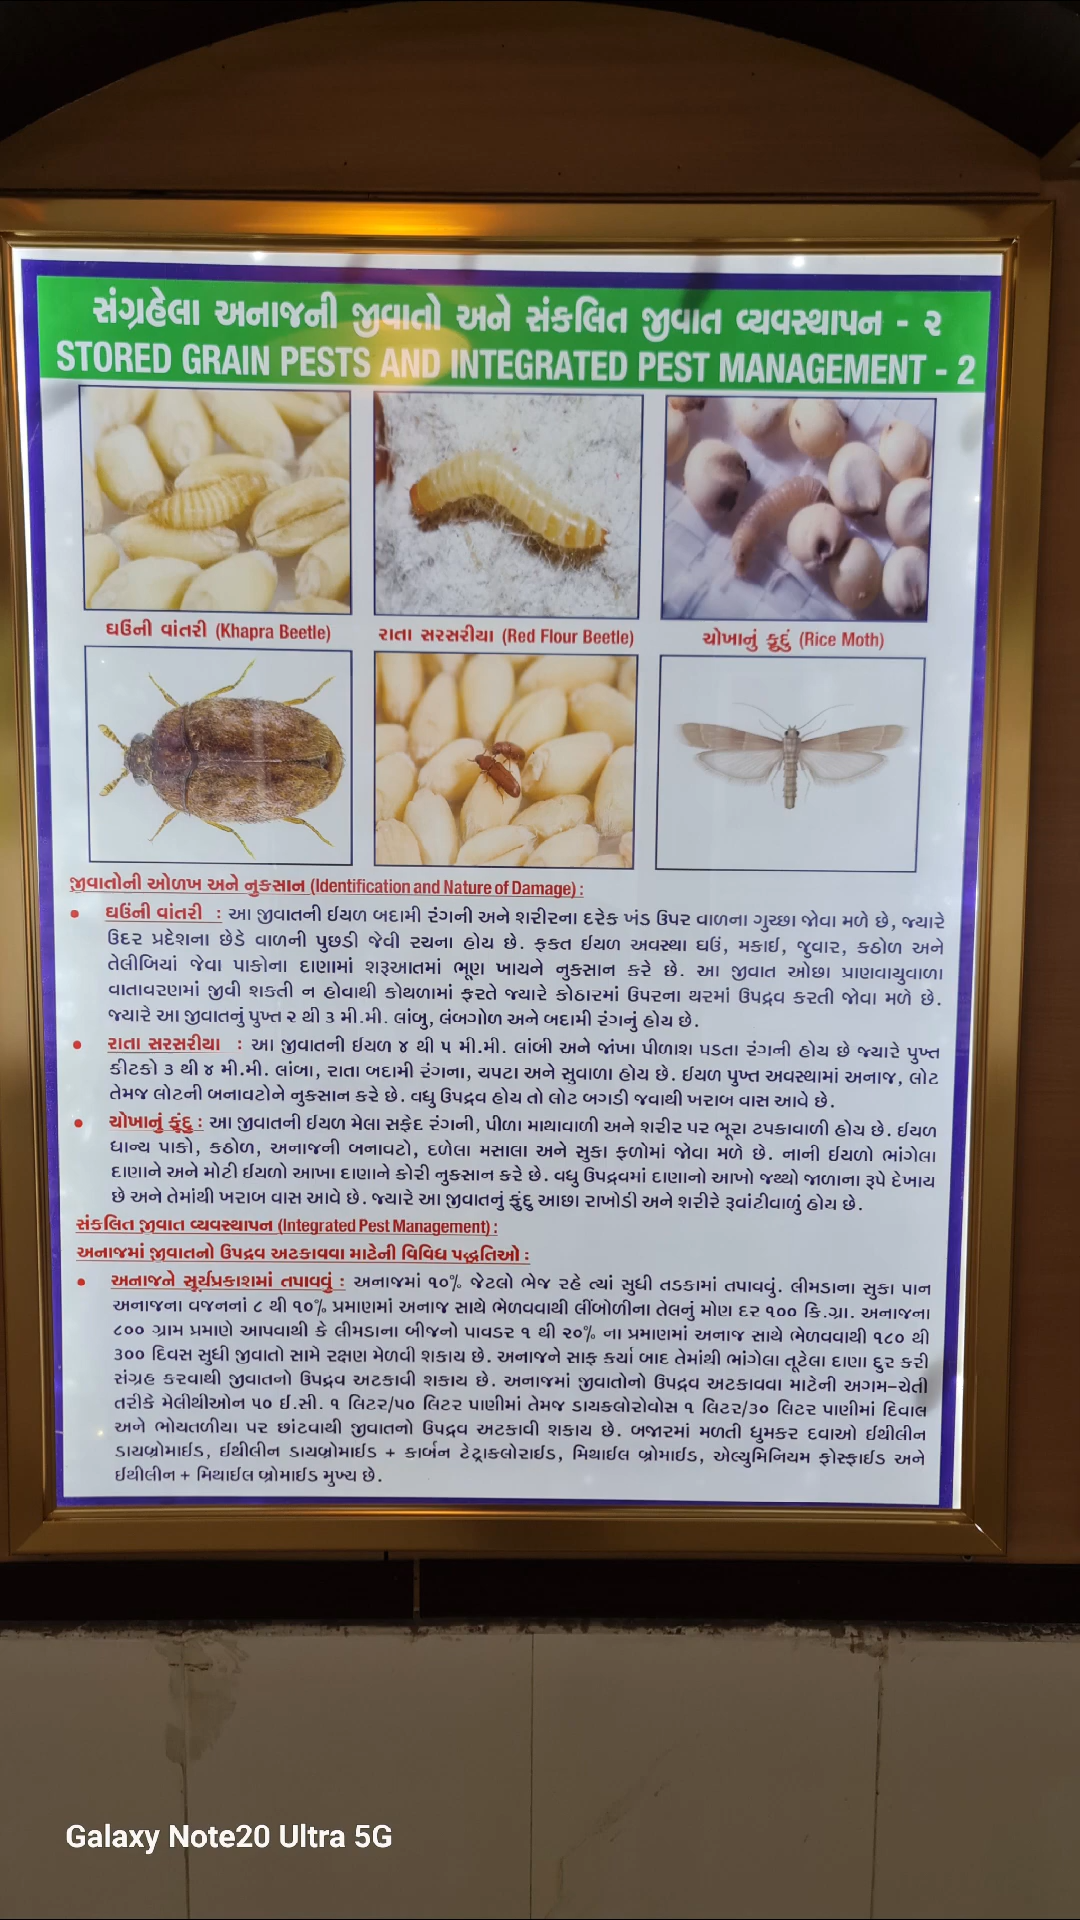 સંગ્રહેલા અનાજની જીવાતો અને સંકલિત જીવાત વ્યવસ્થાપન - ૨
STORED GRAIN PESTS AND INTEGRATED PEST MANAGEMENT - 2
ઘઉંની વાંતરી (Khapra Beetle)
રાતા સરસરીયા (Red Flour Beetle)
ચોખાનું ફૂદું (Rice Moth)
જીવાતોની ઓળખ અને નુકસાન (Identification and Nature of Damage) :
• ઘઉંની વાંતરી : આ જીવાતની ઈયળ બદામી રંગની અને શરીરના દરેક ખંડ ઉપર વાળના ગુચ્છા જોવા મળે છે, જ્યારે
ઉદર પ્રદેશના છેડે વાળની પુછડી જેવી રચના હોય છે. ફકત ઈયળ અવસ્થા ઘઉં, મકાઈ, જુવાર, કઠોળ અને
તેલીબિયાં જેવા પાકોના દાણામાં શરૂઆતમાં ભૂણ ખાયને નુકસાન કરે છે. આ જીવાત ઓછા પ્રાણવાયુવાળા
વાતાવરણમાં જીવી શકતી ન હોવાથી કોથળામાં ફરતે જ્યારે કોઠારમાં ઉપરના થરમાં ઉપદ્રવ કરતી જોવા મળે છે.
જ્યારે આ જીવાતનું પુખ્ત ૨ થી ૩ મી.મી. લાંબુ, લંબગોળ અને બદામી રંગનું હોય છે.
• રાતા સરસરીયા : આ જીવાતની ઈયળ ૪ થી ૫ મી.મી. લાંબી અને જાંખા પીળાશ પડતા રંગની હોય છે જ્યારે પુખ્ત
કીટકો ૩ થી ૪ મી.મી. લાંબા, રાતા બદામી રંગના, ચપટા અને સુવાળા હોય છે. ઈયળ પુખ્ત અવસ્થામાં અનાજ, લોટ
તેમજ લોટની બનાવટોને નુકસાન કરે છે. વધુ ઉપદ્રવ હોય તો લોટ બગડી જવાથી ખરાબ વાસ આવે છે.
• ચોખાનું ફૂંદુ : આ જીવાતની ઈયળ મેલા સફેદ રંગની, પીળા માથાવાળી અને શરીર પર ભૂરા ટપકાવાળી હોય છે. ઈયળ
ધાન્ય પાકો, કઠોળ, અનાજની બનાવટો, દળેલા મસાલા અને સુકા ફળોમાં જોવા મળે છે. નાની ઈયળો ભાંગેલા
દાણાને અને મોટી ઈયળો આખા દાણાને કોરી નુકસાન કરે છે. વધુ ઉપદ્રવમાં દાણાનો આખો જથ્થો જાળાના રૂપે દેખાય
છે અને તેમાંથી ખરાબ વાસ આવે છે. જ્યારે આ જીવાતનું ફૂંદુ આછા રાખોડી અને શરીરે રૂવાંટીવાળું હોય છે.
સંકલિત જીવાત વ્યવસ્થાપન (Integrated Pest Management) :
અનાજમાં જીવાતનો ઉપદ્રવ અટકાવવા માટેની વિવિધ પદ્ધતિઓ :
• અનાજને સૂર્યપ્રકાશમાં તપાવવું : અનાજમાં ૧૦% જેટલો ભેજ રહે ત્યાં સુધી તડકામાં તપાવવું. લીમડાના સુકા પાન
અનાજના વજનનાં ૮ થી ૧૦% પ્રમાણમાં અનાજ સાથે ભેળવવાથી લીંબોળીના તેલનું મોણ દર ૧૦૦ કિ.ગ્રા. અનાજના
૮૦૦ ગ્રામ પ્રમાણે આપવાથી કે લીમડાના બીજનો પાવડર ૧ થી ૨૦% ના પ્રમાણમાં અનાજ સાથે ભેળવવાથી ૧૮૦ થી
૩૦૦ દિવસ સુધી જીવાતો સામે રક્ષણ મેળવી શકાય છે. અનાજને સાફ કર્યા બાદ તેમાંથી ભાંગેલા તૂટેલા દાણા દુર કરી
સંગ્રહ કરવાથી જીવાતનો ઉપદ્રવ અટકાવી શકાય છે. અનાજમાં જીવાતોનો ઉપદ્રવ અટકાવવા માટેની અગમ-ચેતી
તરીકે મેલીથીઓન ૫૦ ઈ.સી. ૧ લિટર/૫૦ લિટર પાણીમાં તેમજ ડાયકલોરોવોસ ૧ લિટર/૩૦ લિટર પાણીમાં દિવાલ
અને ભોયતળીયા પર છાંટવાથી જીવાતનો ઉપદ્રવ અટકાવી શકાય છે. બજારમાં મળતી ધુમકર દવાઓ ઈથીલીન
ડાયબ્રોમાઈડ, ઈથીલીન ડાયબ્રોમાઈડ + કાર્બન ટેટ્રાકલોરાઈડ, મિથાઈલ બ્રોમાઈડ, એલ્યુમિનિયમ ફોસ્ફાઈડ અને
ઈથીલીન + મિથાઈલ બ્રોમાઈડ મુખ્ય છે.
Galaxy Note20 Ultra 5G